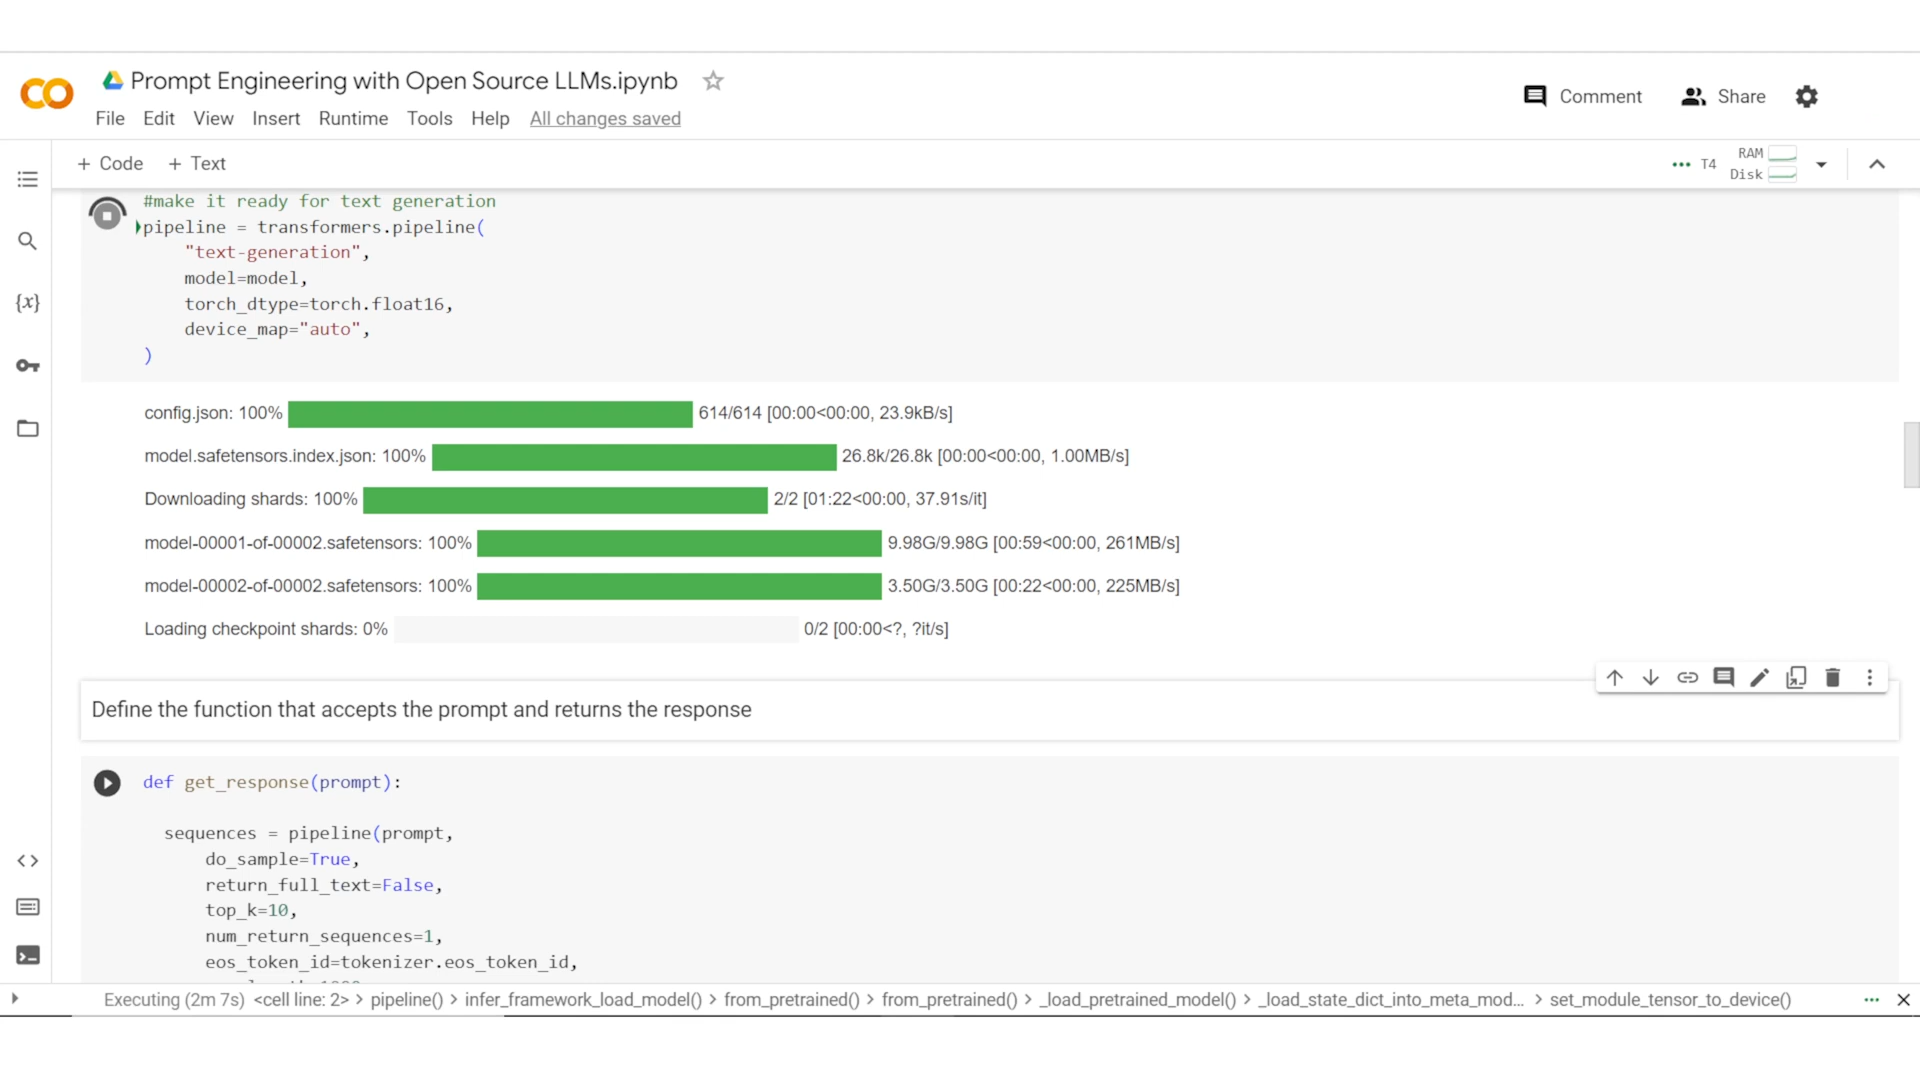 Prompt Engineering with Open Source LLMs.ipynb
Comment
Share
File Edit View Insert Runtime Tools Help All changes saved
+ Code + Text
T4
RAM
Disk
#make it ready for text generation
pipeline = transformers.pipeline(
"text-generation",
model=model,
torch_dtype=torch.float16,
device_map="auto",
)
config.json: 100% 614/614 [00:00<00:00, 23.9kB/s]
model.safetensors.index.json: 100% 26.8k/26.8k [00:00<00:00, 1.00MB/s]
Downloading shards: 100% 2/2 [01:22<00:00, 37.91s/it]
model-00001-of-00002.safetensors: 100% 9.98G/9.98G [00:59<00:00, 261MB/s]
model-00002-of-00002.safetensors: 100% 3.50G/3.50G [00:22<00:00, 225MB/s]
Loading checkpoint shards: 0% 0/2 [00:00<?, ?it/s]
Define the function that accepts the prompt and returns the response
def get_response(prompt):
sequences = pipeline(prompt,
do_sample=True,
return_full_text=False,
top_k=10,
num_return_sequences=1,
eos_token_id=tokenizer.eos_token_id,
Executing (2m 7s) <cell line: 2> > pipeline() > infer_framework_load_model() > from_pretrained() > from_pretrained() > _load_pretrained_model() > _load_state_dict_into_meta_mod... > set_module_tensor_to_device()